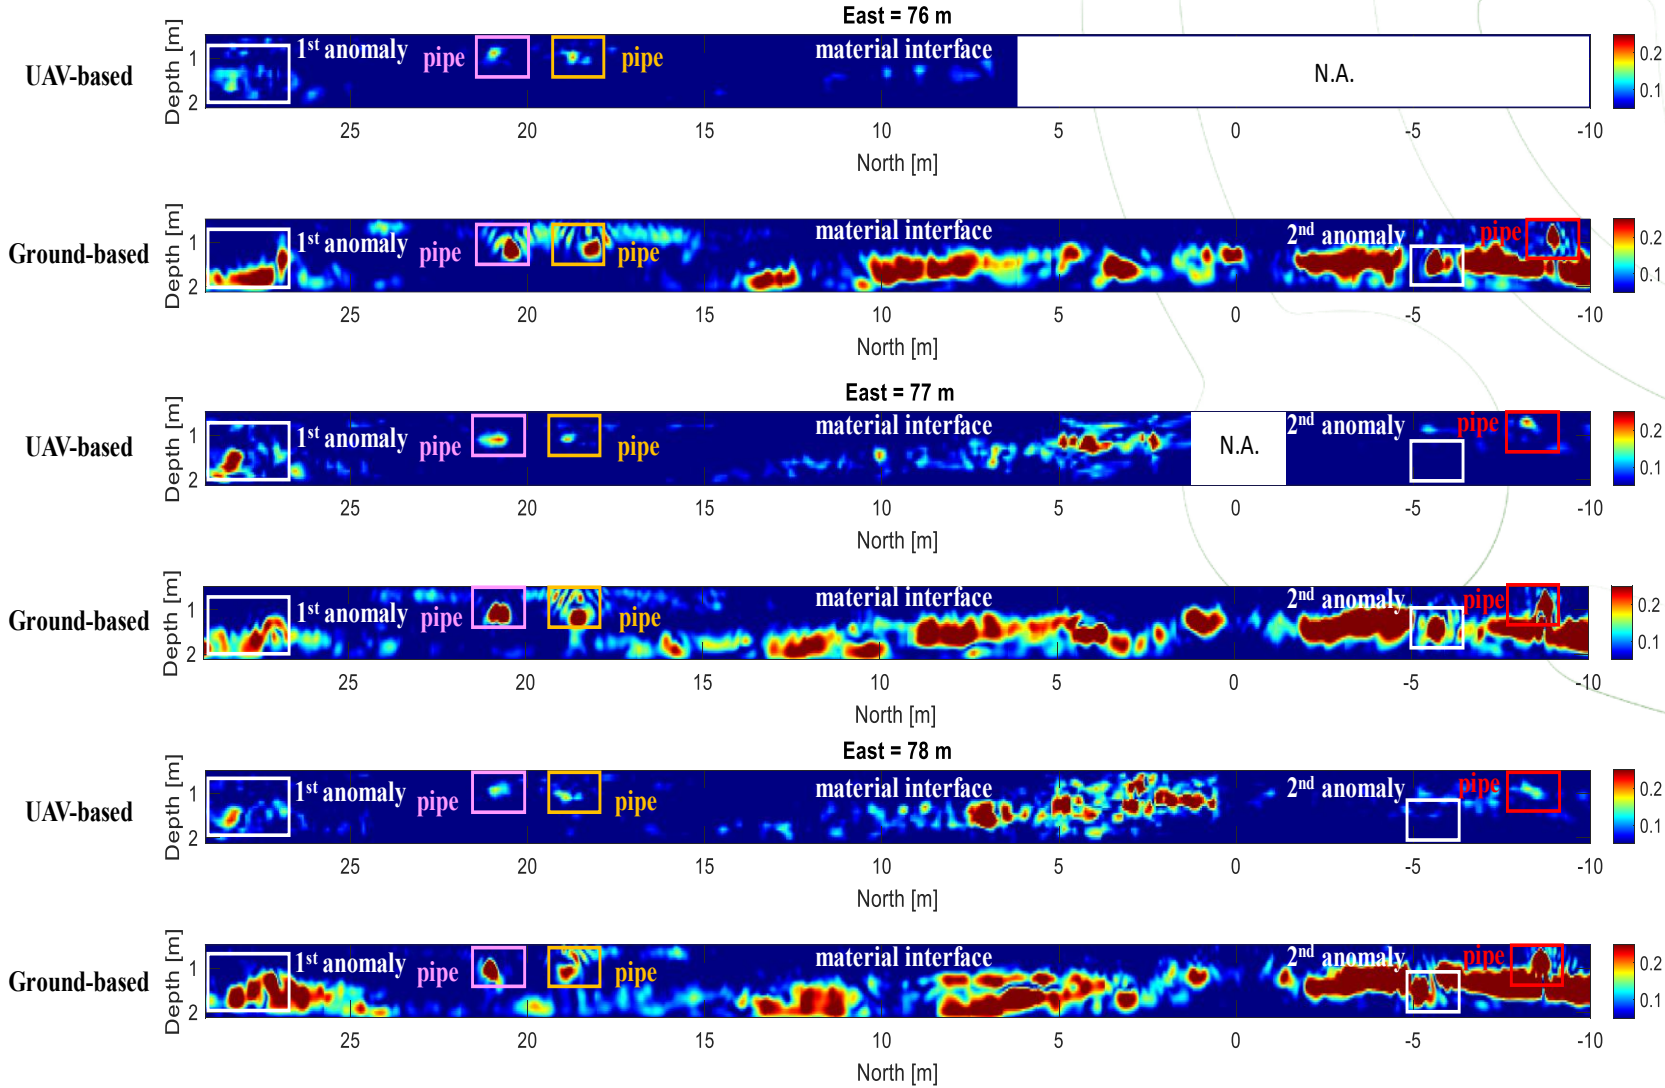 East = 76 m
UAV-based
Depth [m]
1
2
1st anomaly
pipe
pipe
material interface
N.A.
0.2
0.1
25
20
15
10
5
0
-5
-10
North [m]
Ground-based
Depth [m]
1
2
1st anomaly
pipe
pipe
material interface
2nd anomaly
pipe
0.2
0.1
25
20
15
10
5
0
-5
-10
North [m]
East = 77 m
UAV-based
Depth [m]
1
2
1st anomaly
pipe
pipe
material interface
N.A.
2nd anomaly
pipe
0.2
0.1
25
20
15
10
5
0
-5
-10
North [m]
Ground-based
Depth [m]
1
2
1st anomaly
pipe
pipe
material interface
2nd anomaly
pipe
0.2
0.1
25
20
15
10
5
0
-5
-10
North [m]
East = 78 m
UAV-based
Depth [m]
1
2
1st anomaly
pipe
pipe
material interface
2nd anomaly
pipe
0.2
0.1
25
20
15
10
5
0
-5
-10
North [m]
Ground-based
Depth [m]
1
2
1st anomaly
pipe
pipe
material interface
2nd anomaly
pipe
0.2
0.1
25
20
15
10
5
0
-5
-10
North [m]